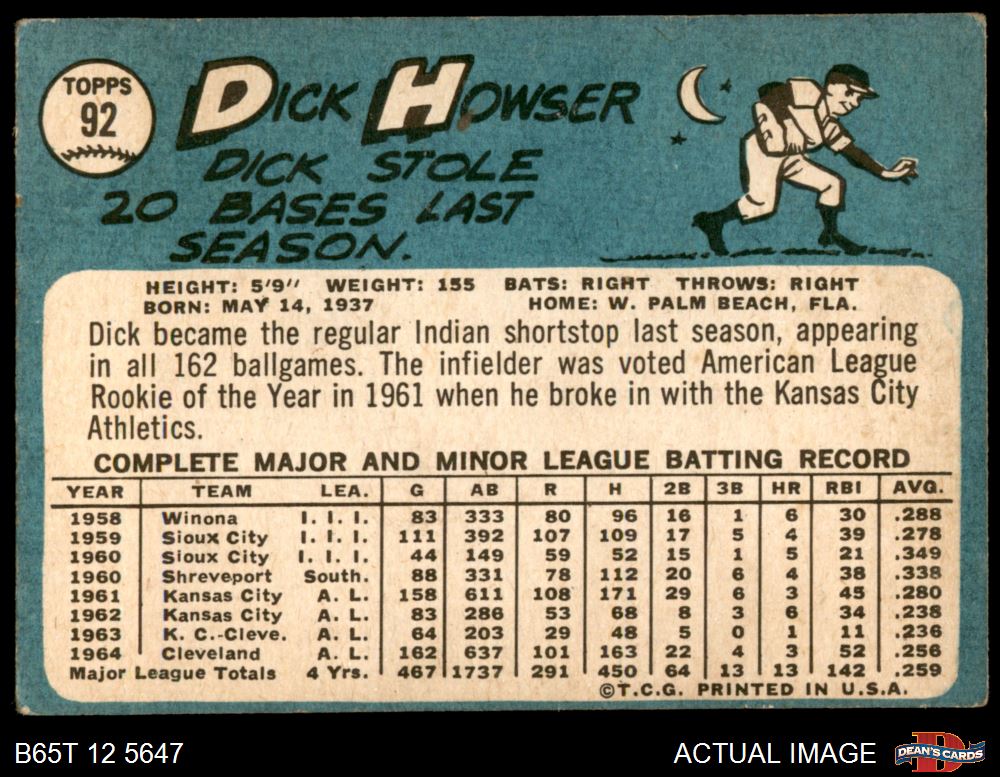 TOPPS
92
DICK HOWSER
DICK STOLE
20 BASES LAST
SEASON.
HEIGHT: 5'9" WEIGHT: 155 BATS: RIGHT THROWS: RIGHT
BORN: MAY 14, 1937 HOME: W. PALM BEACH, FLA.
Dick became the regular Indian shortstop last season, appearing
in all 162 ballgames. The infielder was voted American League
Rookie of the Year in 1961 when he broke in with the Kansas City
Athletics.
COMPLETE MAJOR AND MINOR LEAGUE BATTING RECORD
YEAR TEAM LEA. G AB R H 2B 3B HR RBI AVG.
1958 Winona I. I. I. 83 333 80 96 16 1 6 30 .288
1959 Sioux City I. I. I. 111 392 107 109 17 5 4 39 .278
1960 Sioux City I. I. I. 44 149 59 52 15 1 5 21 .349
1960 Shreveport South. 88 331 78 112 20 6 4 38 .338
1961 Kansas City A. L. 158 611 108 171 29 6 3 45 .280
1962 Kansas City A. L. 83 286 53 68 8 3 6 34 .238
1963 K. C.-Cleve. A. L. 64 203 29 48 5 0 1 11 .236
1964 Cleveland A. L. 162 637 101 163 22 4 3 52 .256
Major League Totals 4 Yrs. 467 1737 291 450 64 13 13 142 .259
©T.C.G. PRINTED IN U.S.A.
B65T 12 5647 ACTUAL IMAGE
D
DEAN'S CARDS